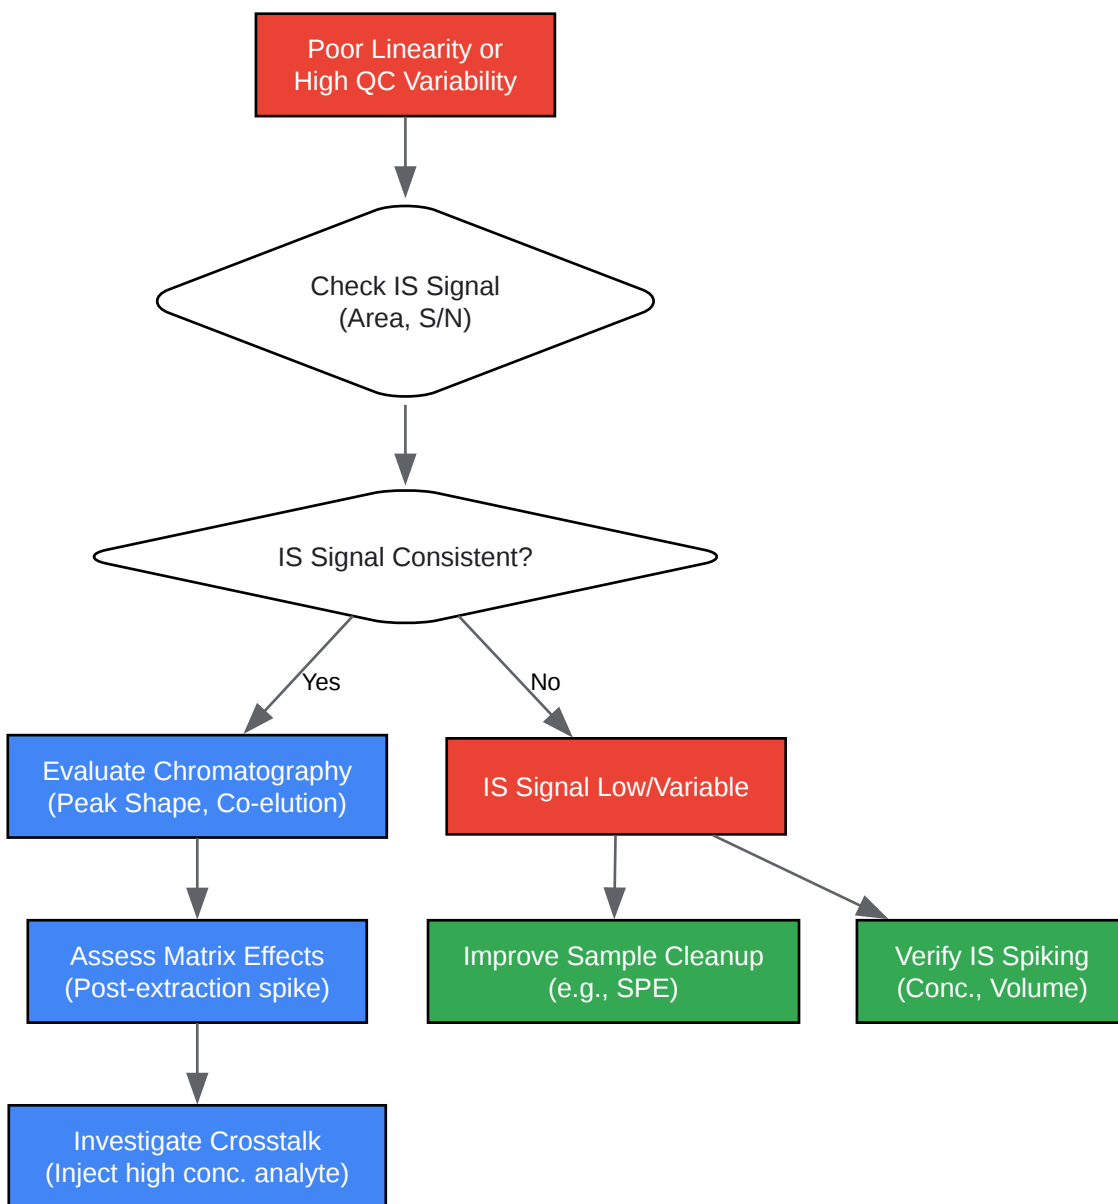 Poor Linearity or
High QC Variability
Check IS Signal
(Area, S/N)
IS Signal Consistent?
Yes
No
Evaluate Chromatography
(Peak Shape, Co-elution)
IS Signal Low/Variable
Assess Matrix Effects
(Post-extraction spike)
Improve Sample Cleanup
(e.g., SPE)
Verify IS Spiking
(Conc., Volume)
Investigate Crosstalk
(Inject high conc. analyte)